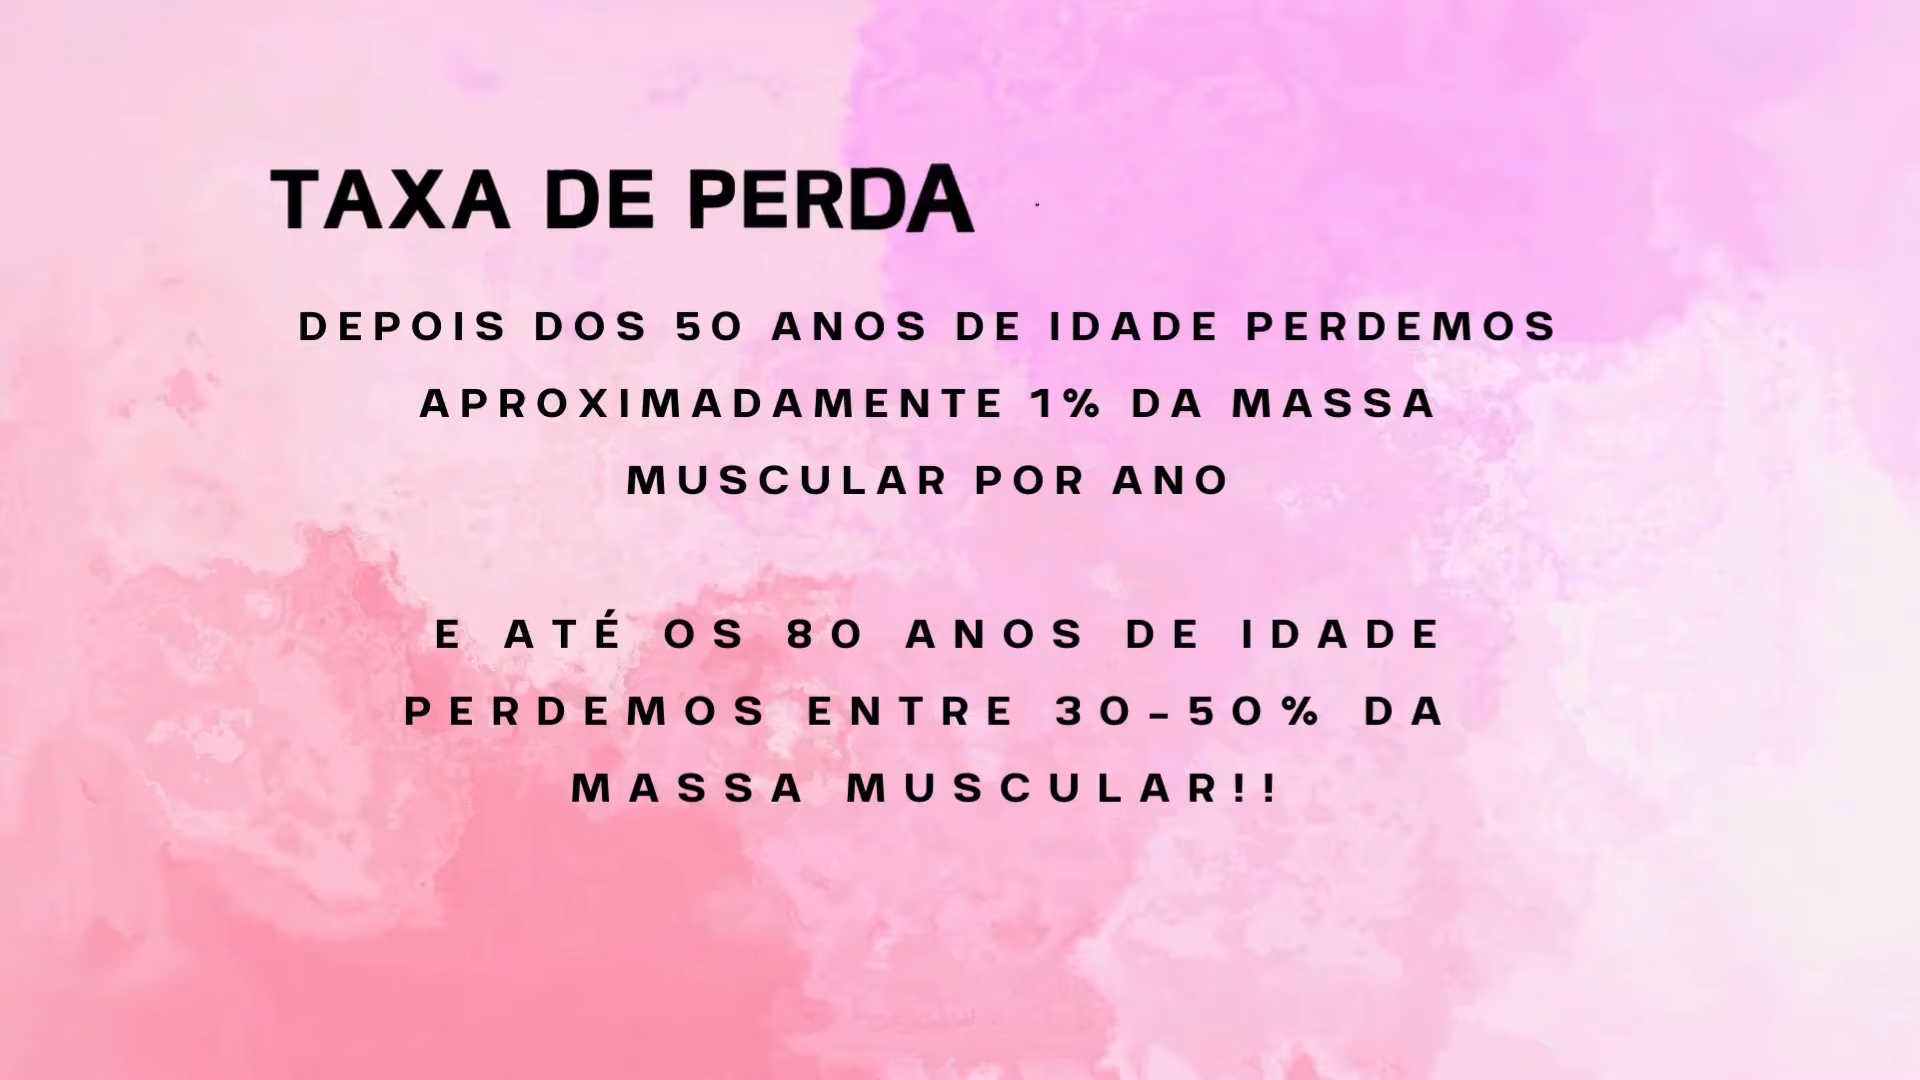 TAXA DE PERDA
DEPOIS DOS 50 ANOS DE IDADE PERDEMOS
APROXIMADAMENTE 1% DA MASSA
MUSCULAR POR ANO
E ATÉ OS 80 ANOS DE IDADE
PERDEMOS ENTRE 30-50% DA
MASSA MUSCULAR!!